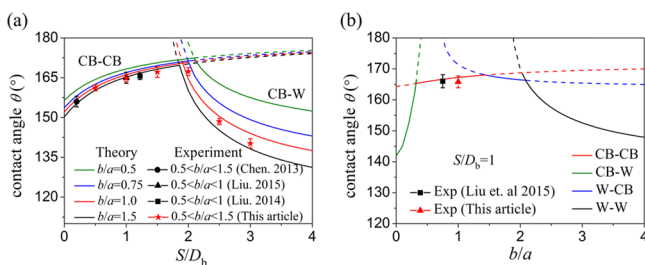 (a)
180
165
150
135
120
contact angle θ (°)
CB-CB
CB-W
Theory Experiment
b/a=0.5 0.5<b/a<1.5 (Chen. 2013)
b/a=0.75 0.5<b/a<1 (Liu. 2015)
b/a=1.0 0.5<b/a<1 (Liu. 2014)
b/a=1.5 0.5<b/a<1.5 (This article)
0 1 2 3 4
S/Db
(b)
180
170
160
150
140
130
120
contact angle θ (°)
S/Db=1
CB-CB
CB-W
W-CB
W-W
Exp (Liu et. al 2015)
Exp (This article)
0 1 2 3 4
b/a